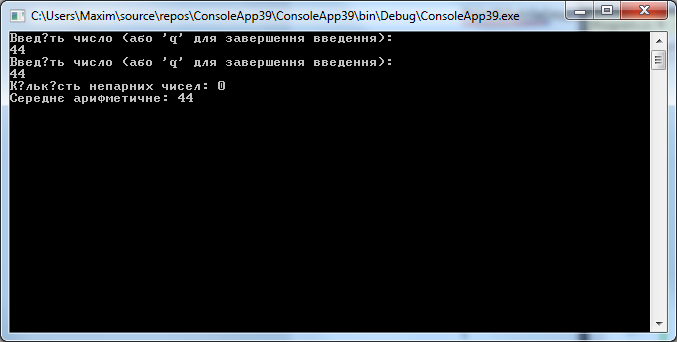 C:\Users\Maxim\source\repos\ConsoleApp39\ConsoleApp39\bin\Debug\ConsoleApp39.exe
Введ?ть число (або 'q' для завершення введення):
44
Введ?ть число (або 'q' для завершення введення):
44
К?льк?сть непарних чисел: 0
Середнє арифметичне: 44